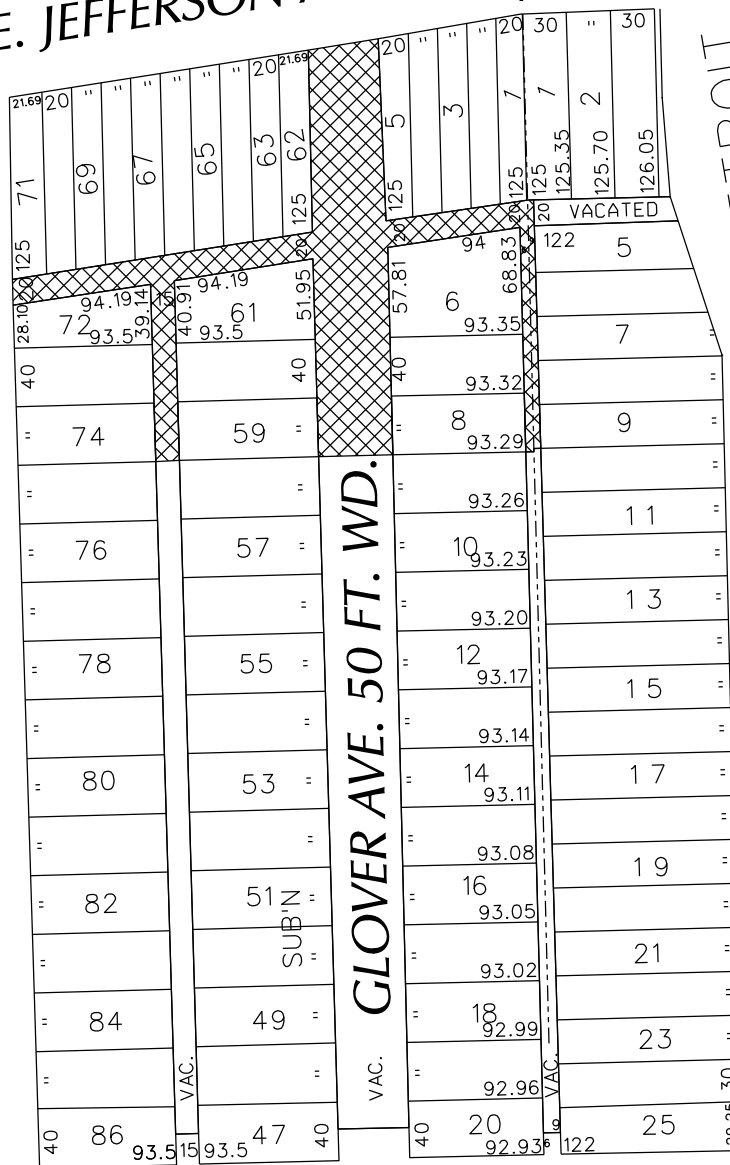 E. JEFFERSON
21.69 20 " " " " " 20 21.69
71 69 67 65 63 62
125 125
20 " " 20 30 " 30
5 3 1 1 2
125 125 125 125.35 125.70 126.05
20 20 20 20 20
VACATED
28.10 94.19 39.14 15 40.91 94.19 51.95
72 93.5 61 93.5
57.81 94 68.83 122 5
6 93.35
7 =
40 40 40 93.32 =
= 74 59 = = 8 93.29 9 =
= = = 93.26 =
= 76 57 = = 10 93.23 11 =
= = = 93.20 =
= 78 55 = = 12 93.17 13 =
= = = 93.14 15 =
= 80 53 = = 14 93.11 17 =
= = = 93.08 =
= 82 51 = = 16 93.05 19 =
SUB'N
= = = 93.02 21 =
= 84 49 = = 18 92.99 =
23 =
= = = 92.96 30
GLOVER AVE. 50 FT. WD.
VAC. VAC. VAC.
40 86 93.5 15 93.5 47 40 40 20 92.93 6 9 122 25